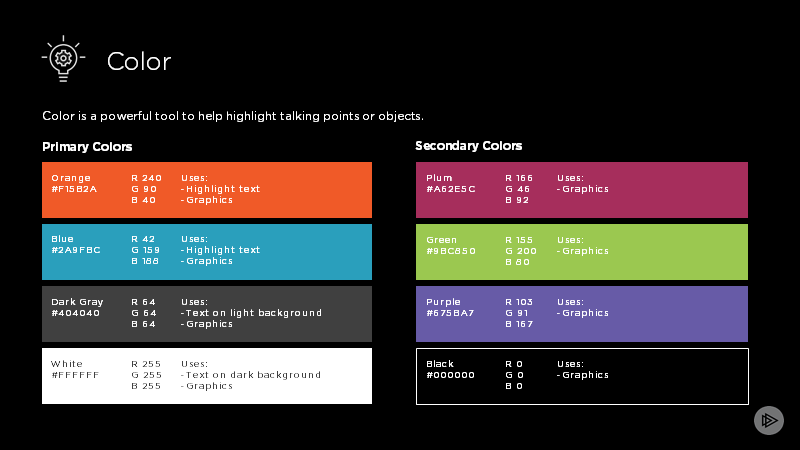 Color
Color is a powerful tool to help highlight talking points or objects.
Primary Colors
Orange R 240 Uses:
#F15B2A G 90 -Highlight text
B 40 -Graphics
Blue R 42 Uses:
#2A9FBC G 159 -Highlight text
B 188 -Graphics
Dark Gray R 64 Uses:
#404040 G 64 -Text on light background
B 64 -Graphics
White R 255 Uses:
#FFFFFF G 255 -Text on dark background
B 255 -Graphics
Secondary Colors
Plum R 166 Uses:
#A62E5C G 46 -Graphics
B 92
Green R 155 Uses:
#9BC850 G 200 -Graphics
B 80
Purple R 103 Uses:
#675BA7 G 91 -Graphics
B 167
Black R 0 Uses:
#000000 G 0 -Graphics
B 0